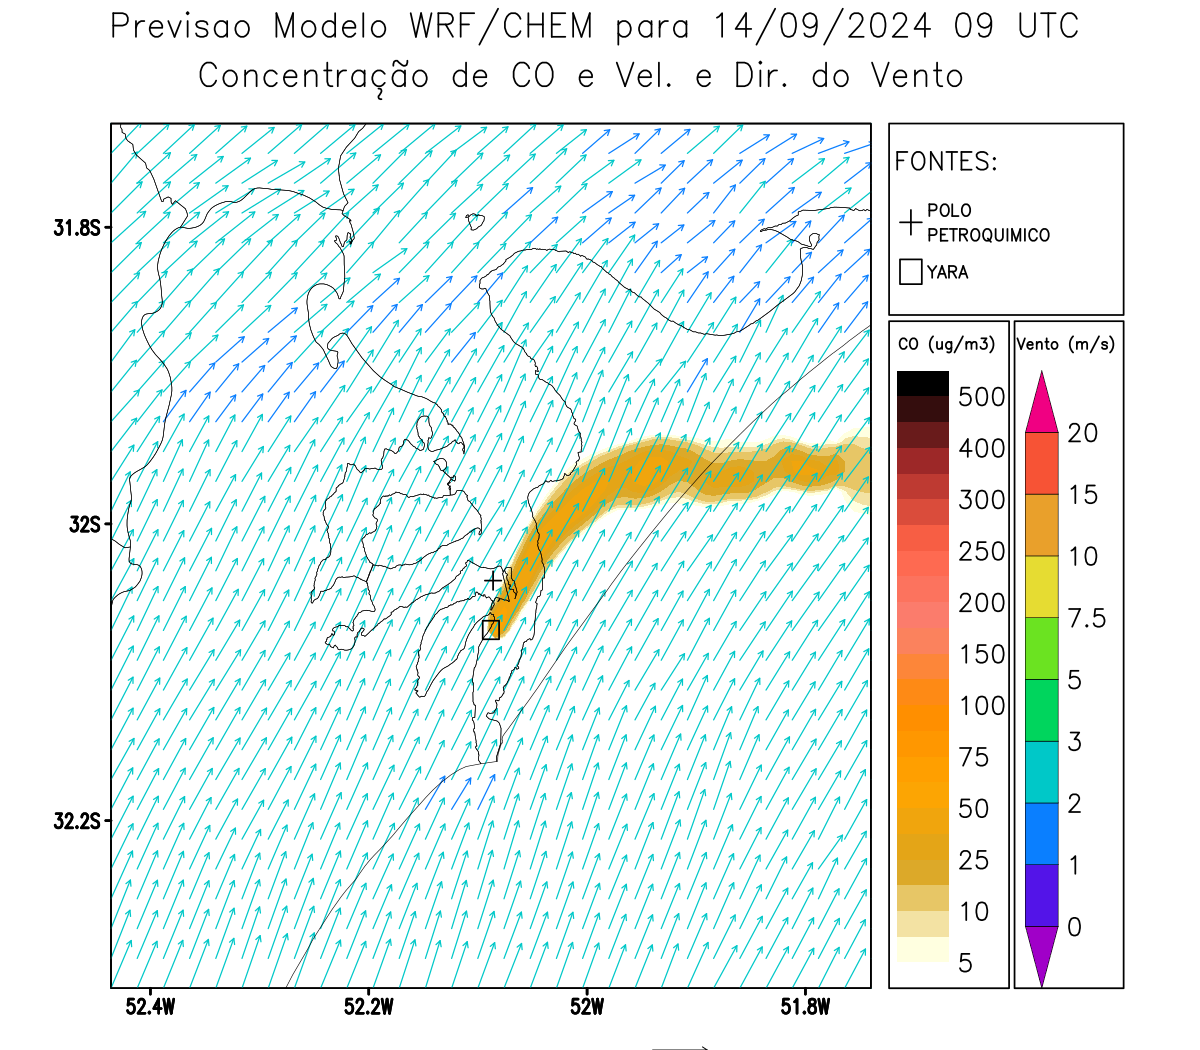 Previsao Modelo WRF/CHEM para 14/09/2024 09 UTC
Concentração de CO e Vel. e Dir. do Vento
FONTES:
POLO
PETROQUIMICO
YARA
31.8S
32S
32.2S
52.4W
52.2W
52W
51.8W
CO (ug/m3)
500
400
300
250
200
150
100
75
50
25
10
5
Vento (m/s)
20
15
10
7.5
5
3
2
1
0